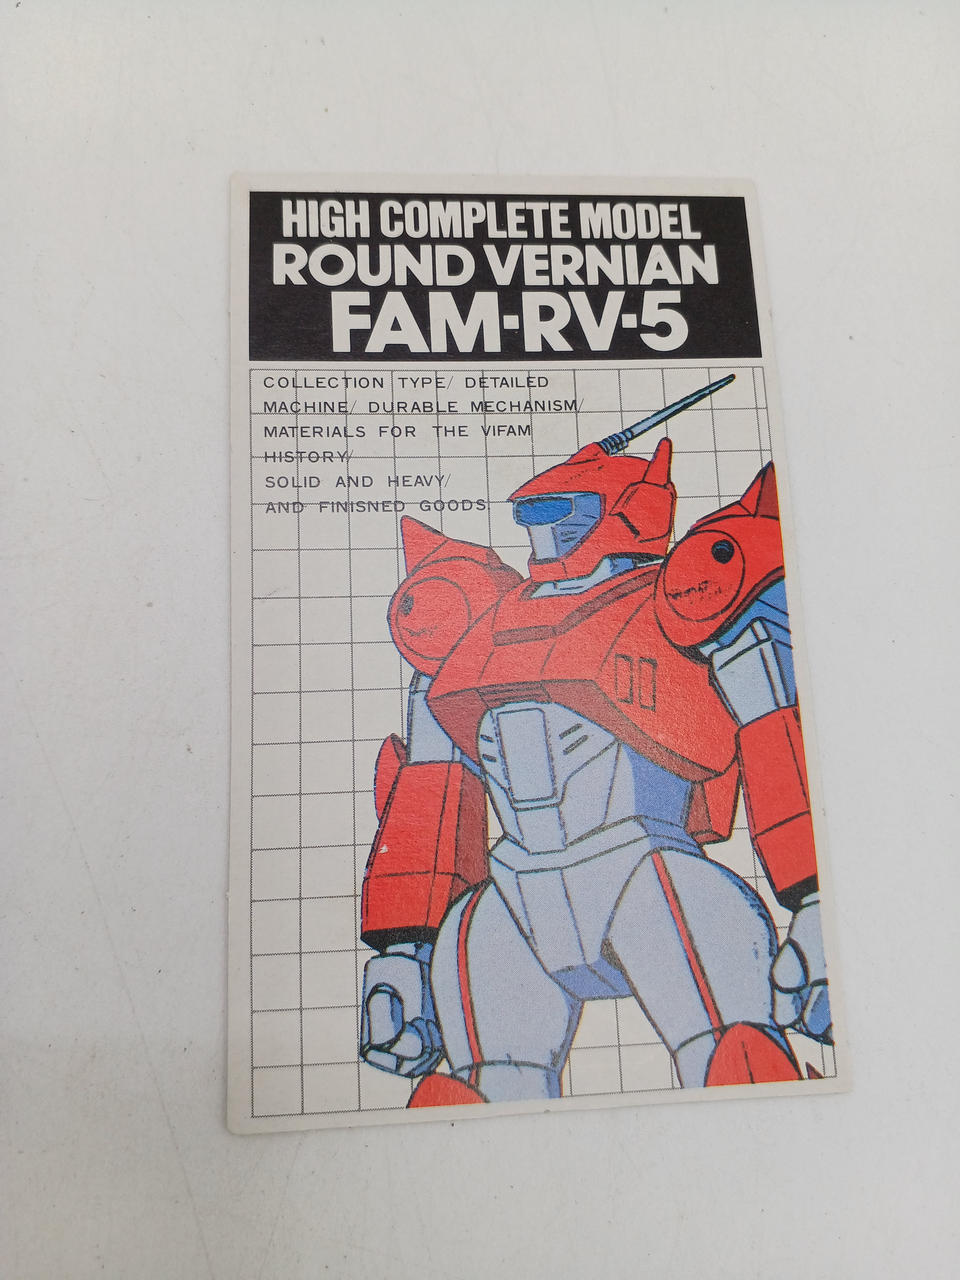 HIGH COMPLETE MODEL
ROUND VERNIAN
FAM·RV·5
COLLECTION TYPE/ DETAILED
MACHINE/ DURABLE MECHANISM/
MATERIALS FOR THE VIFAM
HISTORY/
SOLID AND HEAVY/
AND FINISNED GOODS.